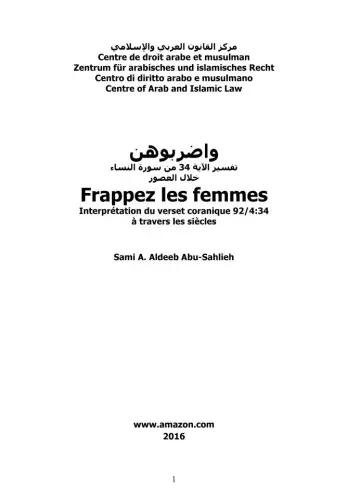 مركز القانون العربي والإسلامي
Centre de droit arabe et musulman
Zentrum für arabisches und islamisches Recht
Centro di diritto arabo e musulmano
Centre of Arab and Islamic Law
واضربوهن
تفسير الآية 34 من سورة النساء
خلال العصور
Frappez les femmes
Interprétation du verset coranique 92/4:34
à travers les siècles
Sami A. Aldeeb Abu-Sahlieh
www.amazon.com
2016
1